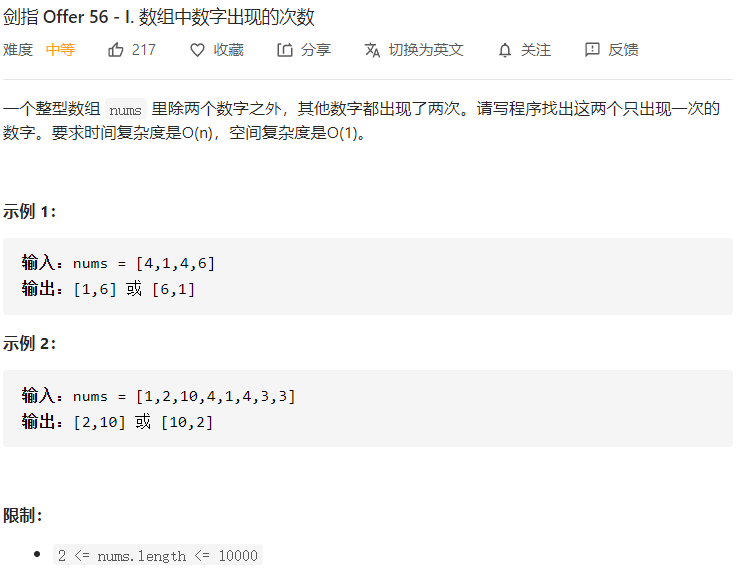 剑指 Offer 56 - I. 数组中数字出现的次数
难度 中等 217 收藏 分享 切换为英文 关注 反馈
一个整型数组 nums 里除两个数字之外，其他数字都出现了两次。请写程序找出这两个只出现一次的
数字。要求时间复杂度是O(n)，空间复杂度是O(1)。
示例 1：
输入：nums = [4,1,4,6]
输出：[1,6] 或 [6,1]
示例 2：
输入：nums = [1,2,10,4,1,4,3,3]
输出：[2,10] 或 [10,2]
限制：
• 2 <= nums.length <= 10000